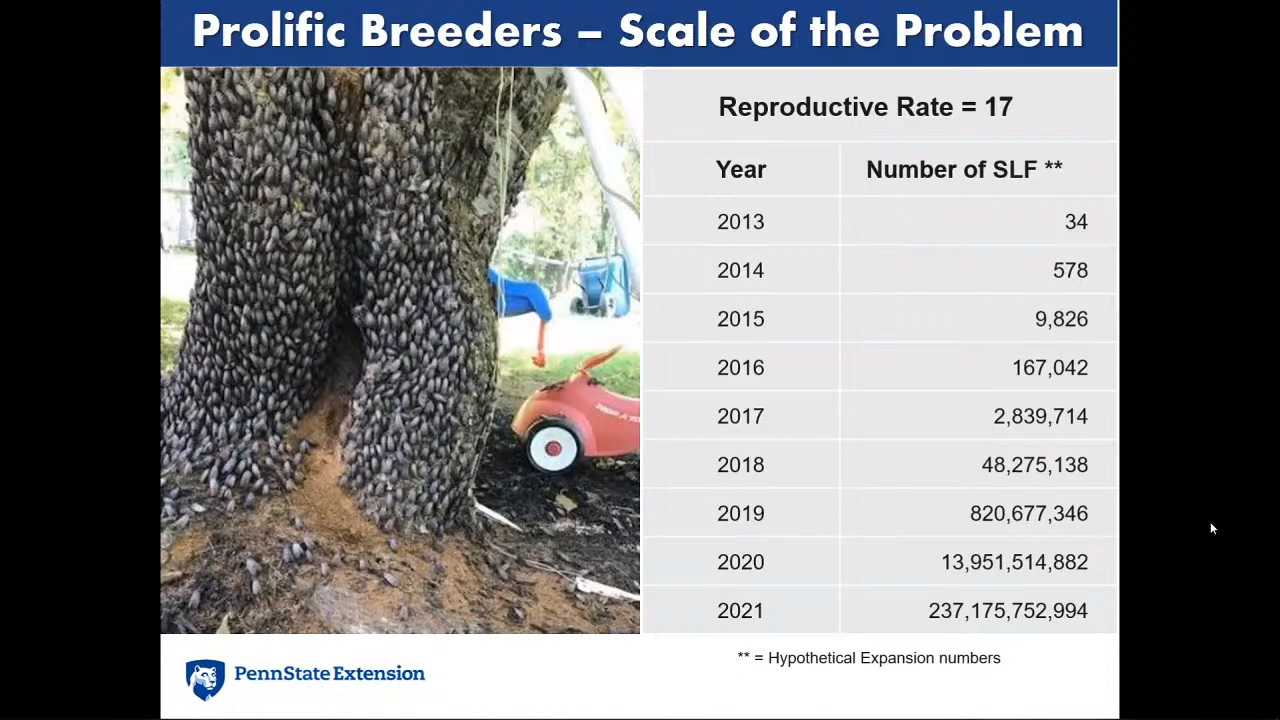 Prolific Breeders – Scale of the Problem
Reproductive Rate = 17
Year Number of SLF **
2013 34
2014 578
2015 9,826
2016 167,042
2017 2,839,714
2018 48,275,138
2019 820,677,346
2020 13,951,514,882
2021 237,175,752,994
** = Hypothetical Expansion numbers
PennState Extension